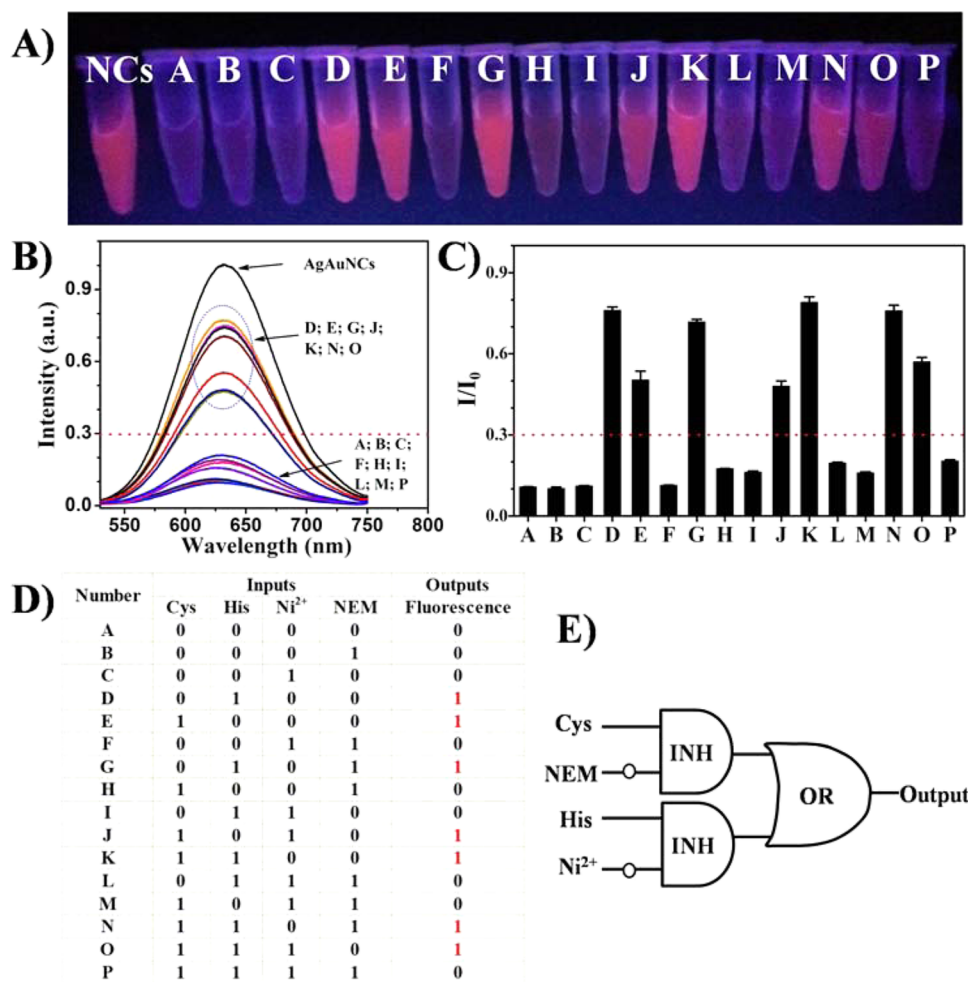 A)
NCs A B C D E F G H I J K L M N O P
B)
AgAuNCs
D; E; G; J;
K; N; O
A; B; C;
F; H; I;
L; M; P
Intensity (a.u.)
0.9
0.6
0.3
0.0
550 600 650 700 750 800
Wavelength (nm)
C)
I/I0
0.9
0.6
0.3
0.0
A B C D E F G H I J K L M N O P
D)
Number Inputs Outputs
Cys His Ni2+ NEM Fluorescence
A 0 0 0 0 0
B 0 0 0 1 0
C 0 0 1 0 0
D 0 1 0 0 1
E 1 0 0 0 1
F 0 0 1 1 0
G 0 1 0 1 1
H 1 0 0 1 0
I 0 1 1 0 0
J 1 0 1 0 1
K 1 1 0 0 1
L 0 1 1 1 0
M 1 0 1 1 0
N 1 1 0 1 1
O 1 1 1 0 1
P 1 1 1 1 0
E)
Cys
NEM
INH
His
Ni2+
INH
OR
Output